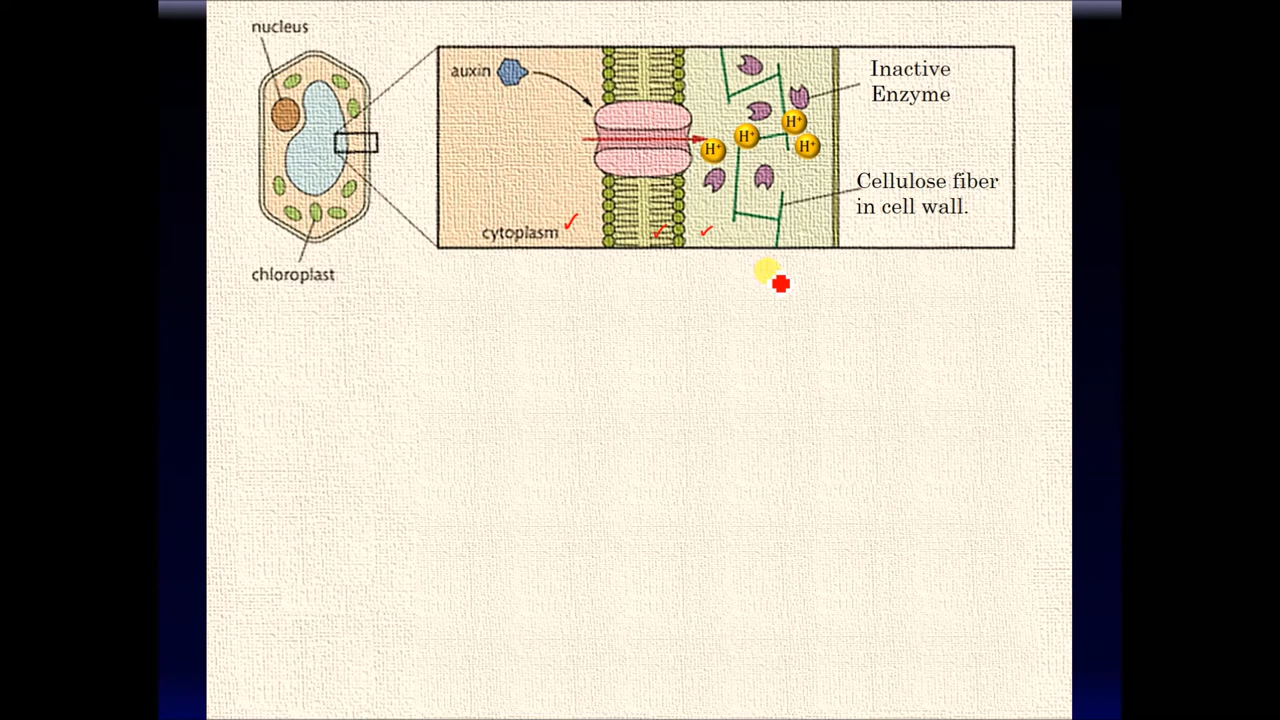 nucleus
auxin
Inactive
Enzyme
H⁺
H⁺
H⁺
H⁺
Cellulose fiber
in cell wall.
cytoplasm
chloroplast